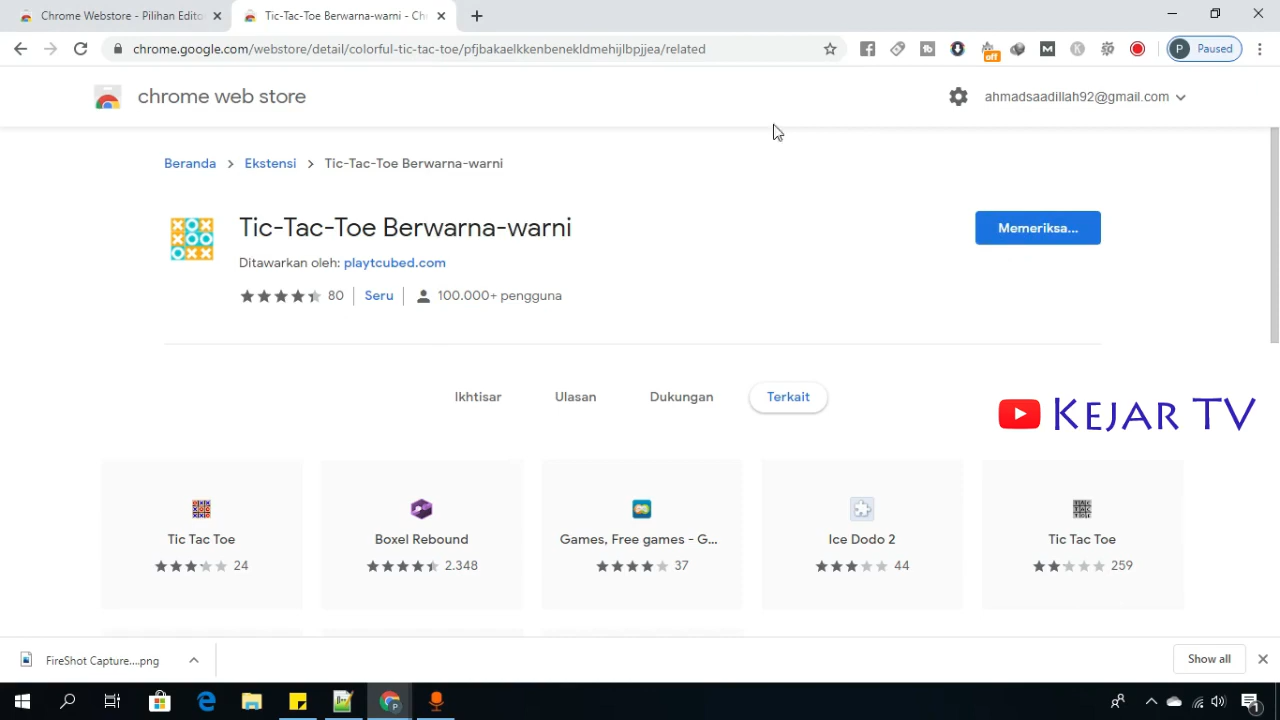 Chrome Webstore - Pilihan Edito
Tic-Tac-Toe Berwarna-warni - Ch
chrome.google.com/webstore/detail/colorful-tic-tac-toe/pfjbakaelkkenbenekldmehijlbpjjea/related
off
P Paused
chrome web store
ahmadsaadillah92@gmail.com
Beranda > Ekstensi > Tic-Tac-Toe Berwarna-warni
Tic-Tac-Toe Berwarna-warni
Memeriksa...
Ditawarkan oleh: playtcubed.com
80 Seru 100.000+ pengguna
Ikhtisar Ulasan Dukungan Terkait
KEJAR TV
Tic Tac Toe Boxel Rebound Games, Free games - G... Ice Dodo 2 Tic Tac Toe
24 2.348 37 44 259
FireShot Capture....png
Show all